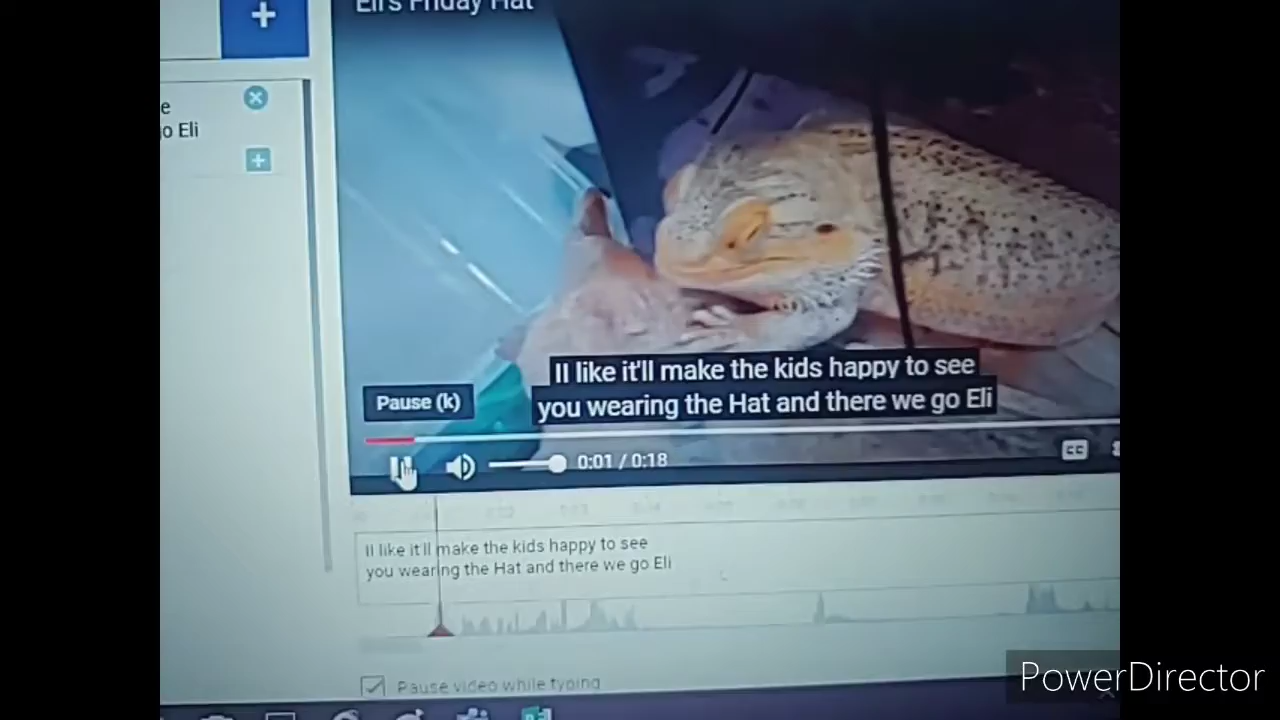 Eli's Friday Hat
+
e
o Eli
II like it'll make the kids happy to see
you wearing the Hat and there we go Eli
Pause (k)
0:01 / 0:18
CC
II like it'll make the kids happy to see
you wearing the Hat and there we go Eli
Pause video while typing
PowerDirector